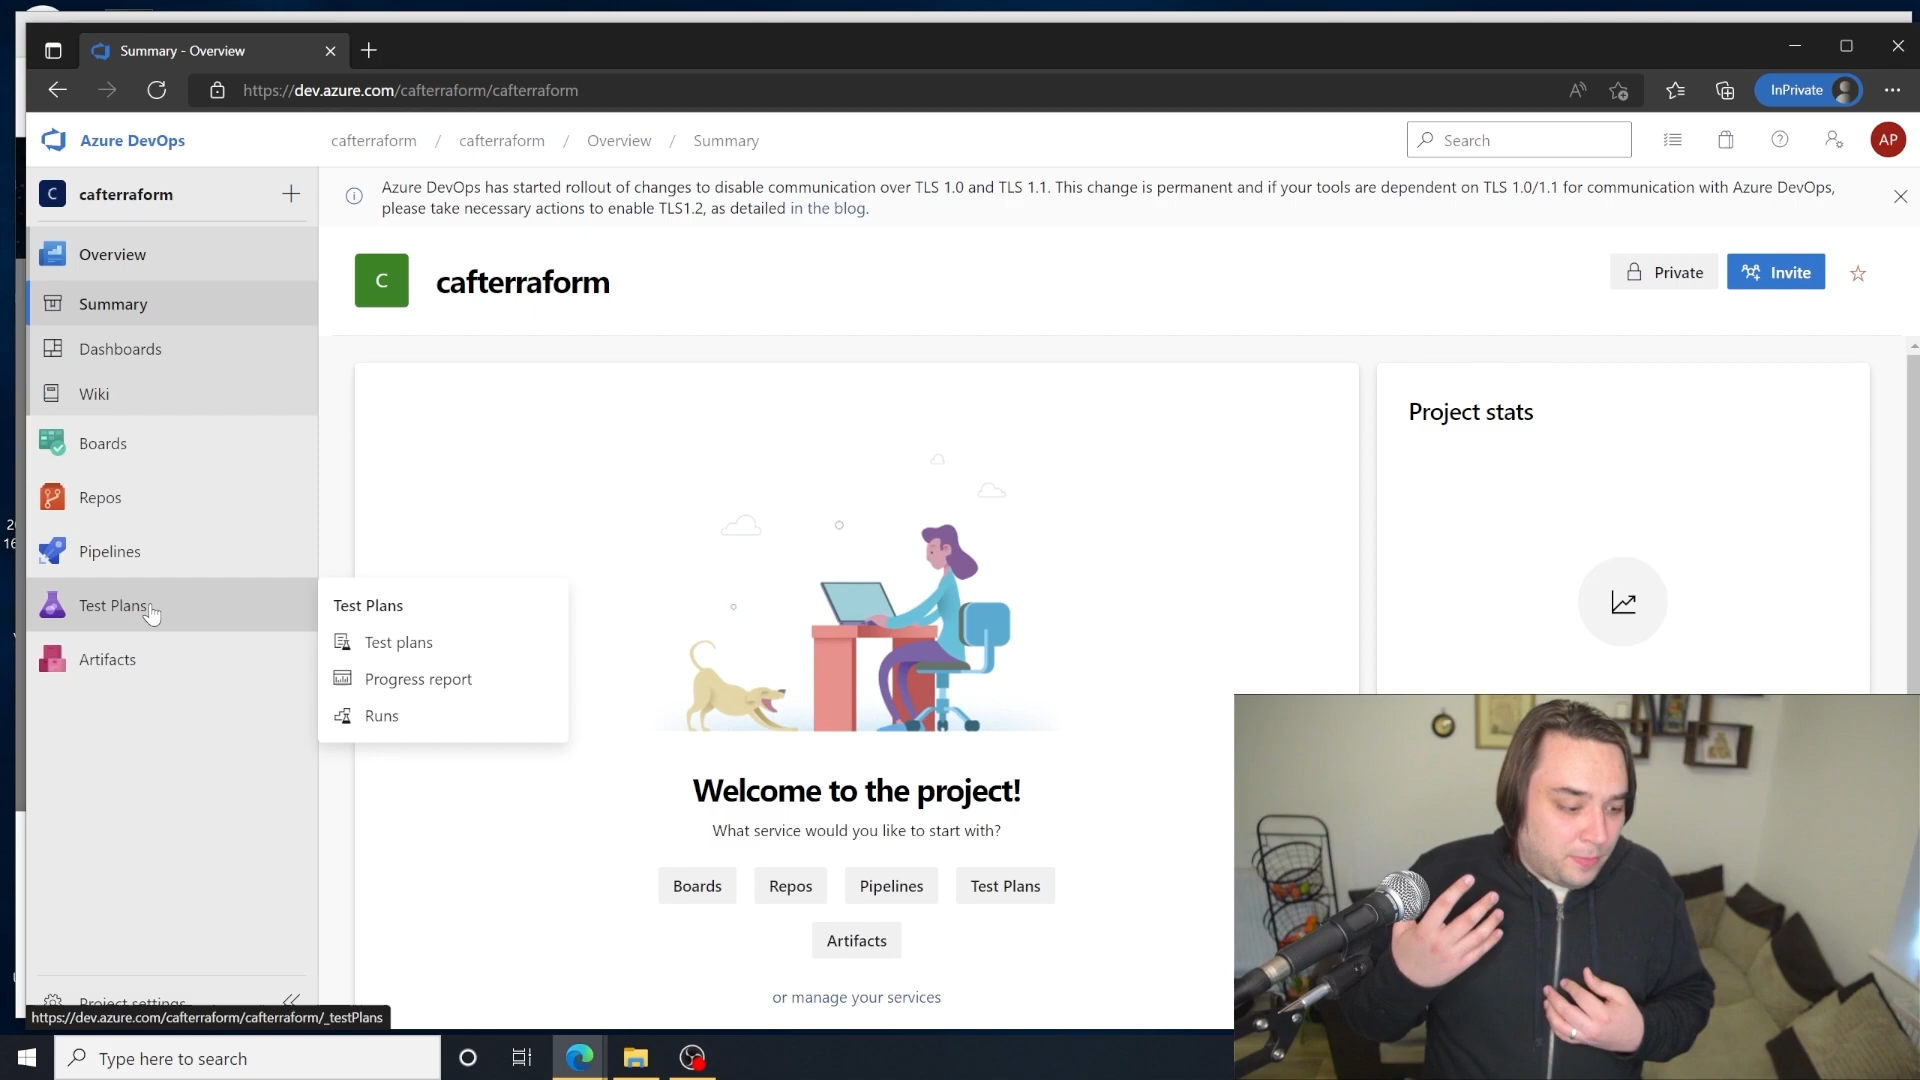 Summary - Overview
https://dev.azure.com/cafterraform/cafterraform
InPrivate
Azure DevOps
cafterraform / cafterraform / Overview / Summary
Search
AP
C cafterraform
Azure DevOps has started rollout of changes to disable communication over TLS 1.0 and TLS 1.1. This change is permanent and if your tools are dependent on TLS 1.0/1.1 for communication with Azure DevOps,
please take necessary actions to enable TLS1.2, as detailed in the blog.
Overview
Summary
Dashboards
Wiki
Boards
Repos
Pipelines
Test Plans
Artifacts
C
cafterraform
Private
Invite
Project stats
Test Plans
Test plans
Progress report
Runs
Welcome to the project!
What service would you like to start with?
Boards
Repos
Pipelines
Test Plans
Artifacts
or manage your services
Project settings
https://dev.azure.com/cafterraform/cafterraform/_testPlans
Type here to search